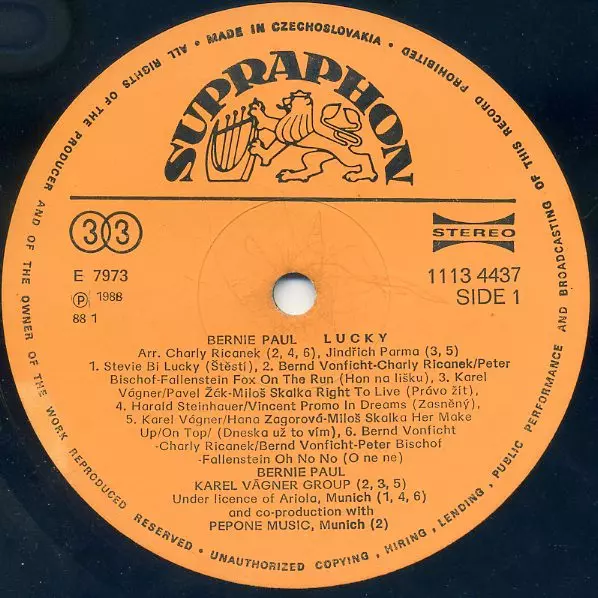 • MADE IN CZECHOSLOVAKIA • ALL RIGHTS OF THE PRODUCER AND OF THE OWNER OF THE WORK REPRODUCED RESERVED • UNAUTHORIZED COPYING, HIRING, LENDING, PUBLIC PERFORMANCE AND BROADCASTING OF THIS RECORD PROHIBITED
SUPRAPHON
33
STEREO
E 7973
1113 4437
Ⓟ 1988
SIDE 1
88 1
BERNIE PAUL LUCKY
Arr. Charly Ricanek (2, 4, 6), Jindřich Parma (3, 5)
1. Stevie Bi Lucky (Štěstí), 2. Bernd Vonficht-Charly Ricanek/Peter
Bischof-Fallenstein Fox On The Run (Hon na lišku), 3. Karel
Vágner/Pavel Žák-Miloš Skalka Right To Live (Právo žít),
4. Harald Steinhauer/Vincent Promo In Dreams (Zasněný),
5. Karel Vágner/Hana Zagorová-Miloš Skalka Her Make
Up/On Top/ (Dneska už to vím), 6. Bernd Vonficht
-Charly Ricanek/Bernd Vonficht-Peter Bischof
-Fallenstein Oh No No (O ne ne)
BERNIE PAUL
KAREL VÁGNER GROUP (2, 3, 5)
Under licence of Ariola, Munich (1, 4, 6)
and co-production with
PEPONE MUSIC, Munich (2)